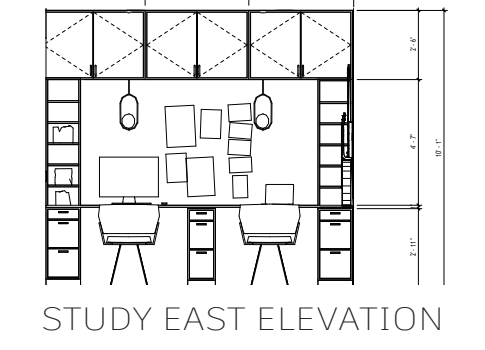 2' - 6"
4' - 7"
10' - 1"
2' - 11"
STUDY EAST ELEVATION